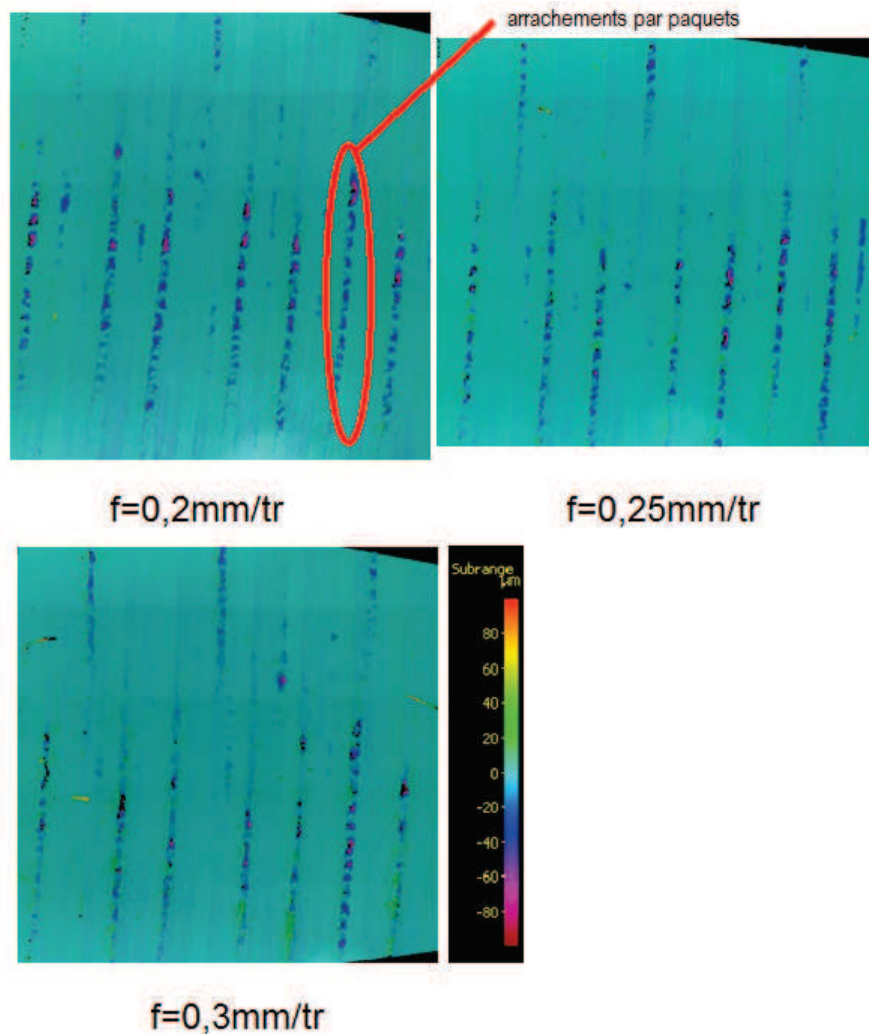 arrachements par paquets
f=0,2mm/tr
f=0,25mm/tr
Subrange
µm
80
60
40
20
0
-20
-40
-60
-80
f=0,3mm/tr